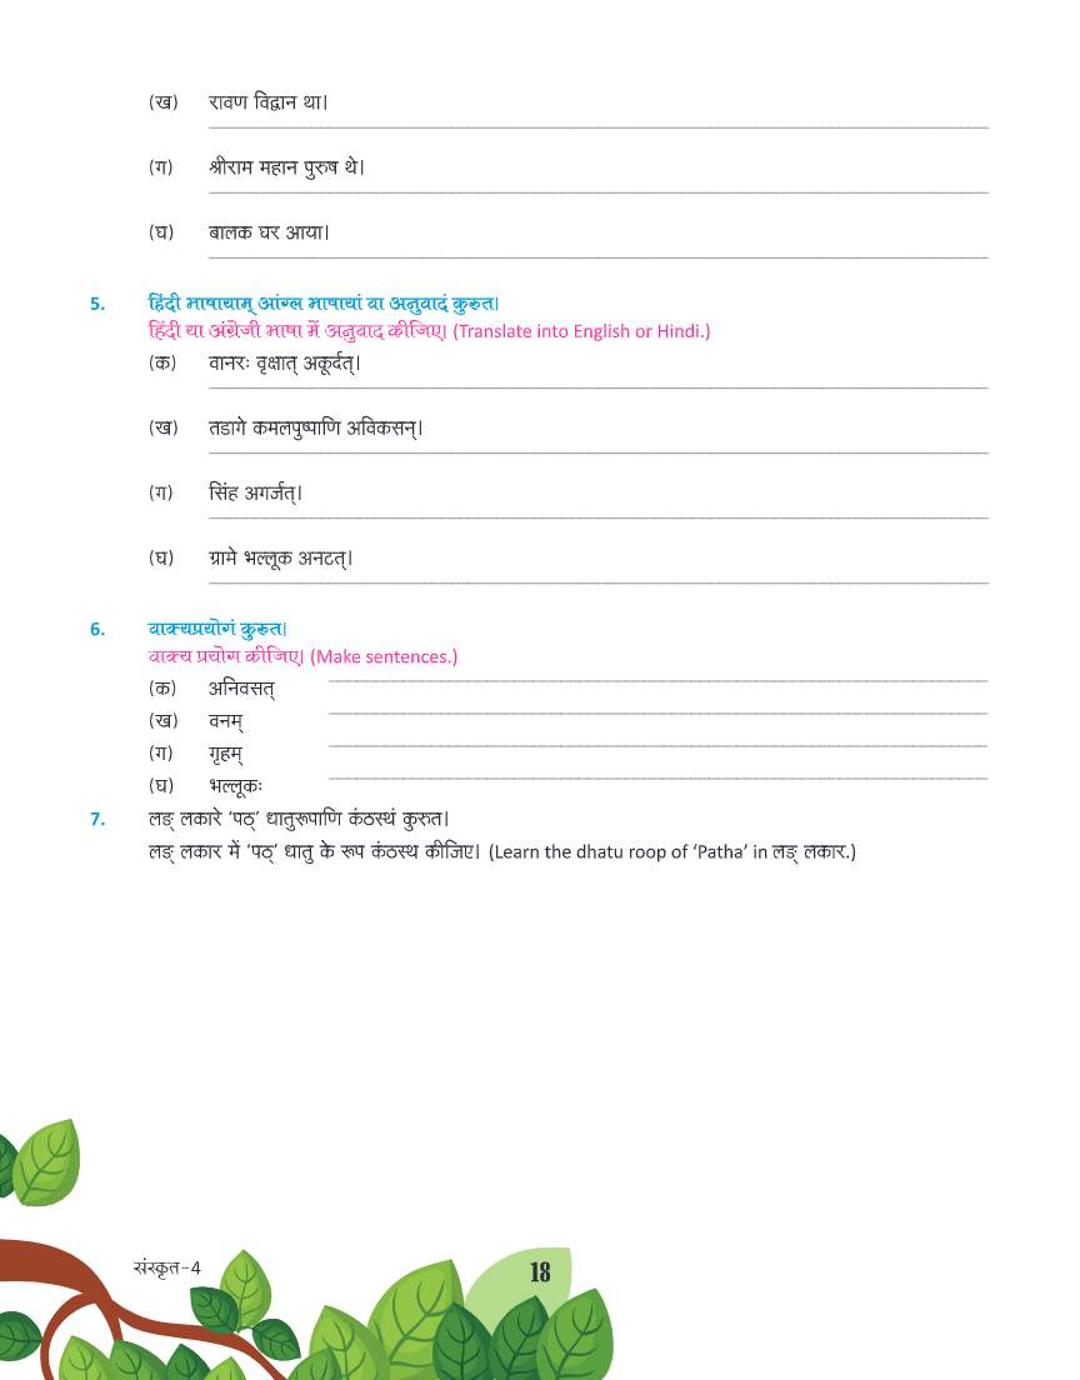 (ख) रावण विद्वान था।
(ग) श्रीराम महान पुरुष थे।
(घ) बालक घर आया।
5. हिंदी भाषायाम् आंग्ल भाषायां वा अनुवादं कुरुत।
हिंदी या अंग्रेजी भाषा में अनुवाद कीजिए। (Translate into English or Hindi.)
(क) वानरः वृक्षात् अकूर्दत्।
(ख) तडागे कमलपुष्पाणि अविकसन्।
(ग) सिंह अगर्जत्।
(घ) ग्रामे भल्लूक अनटत्।
6. वाक्यप्रयोगं कुरुत।
वाक्य प्रयोग कीजिए। (Make sentences.)
(क) अनिवसत्
(ख) वनम्
(ग) गृहम्
(घ) भल्लूकः
7. लङ् लकारे ‘पठ्’ धातुरूपाणि कंठस्थं कुरुत।
लङ् लकार में ‘पठ्’ धातु के रूप कंठस्थ कीजिए। (Learn the dhatu roop of ‘Patha’ in लङ् लकार.)
संस्कृत-4
18